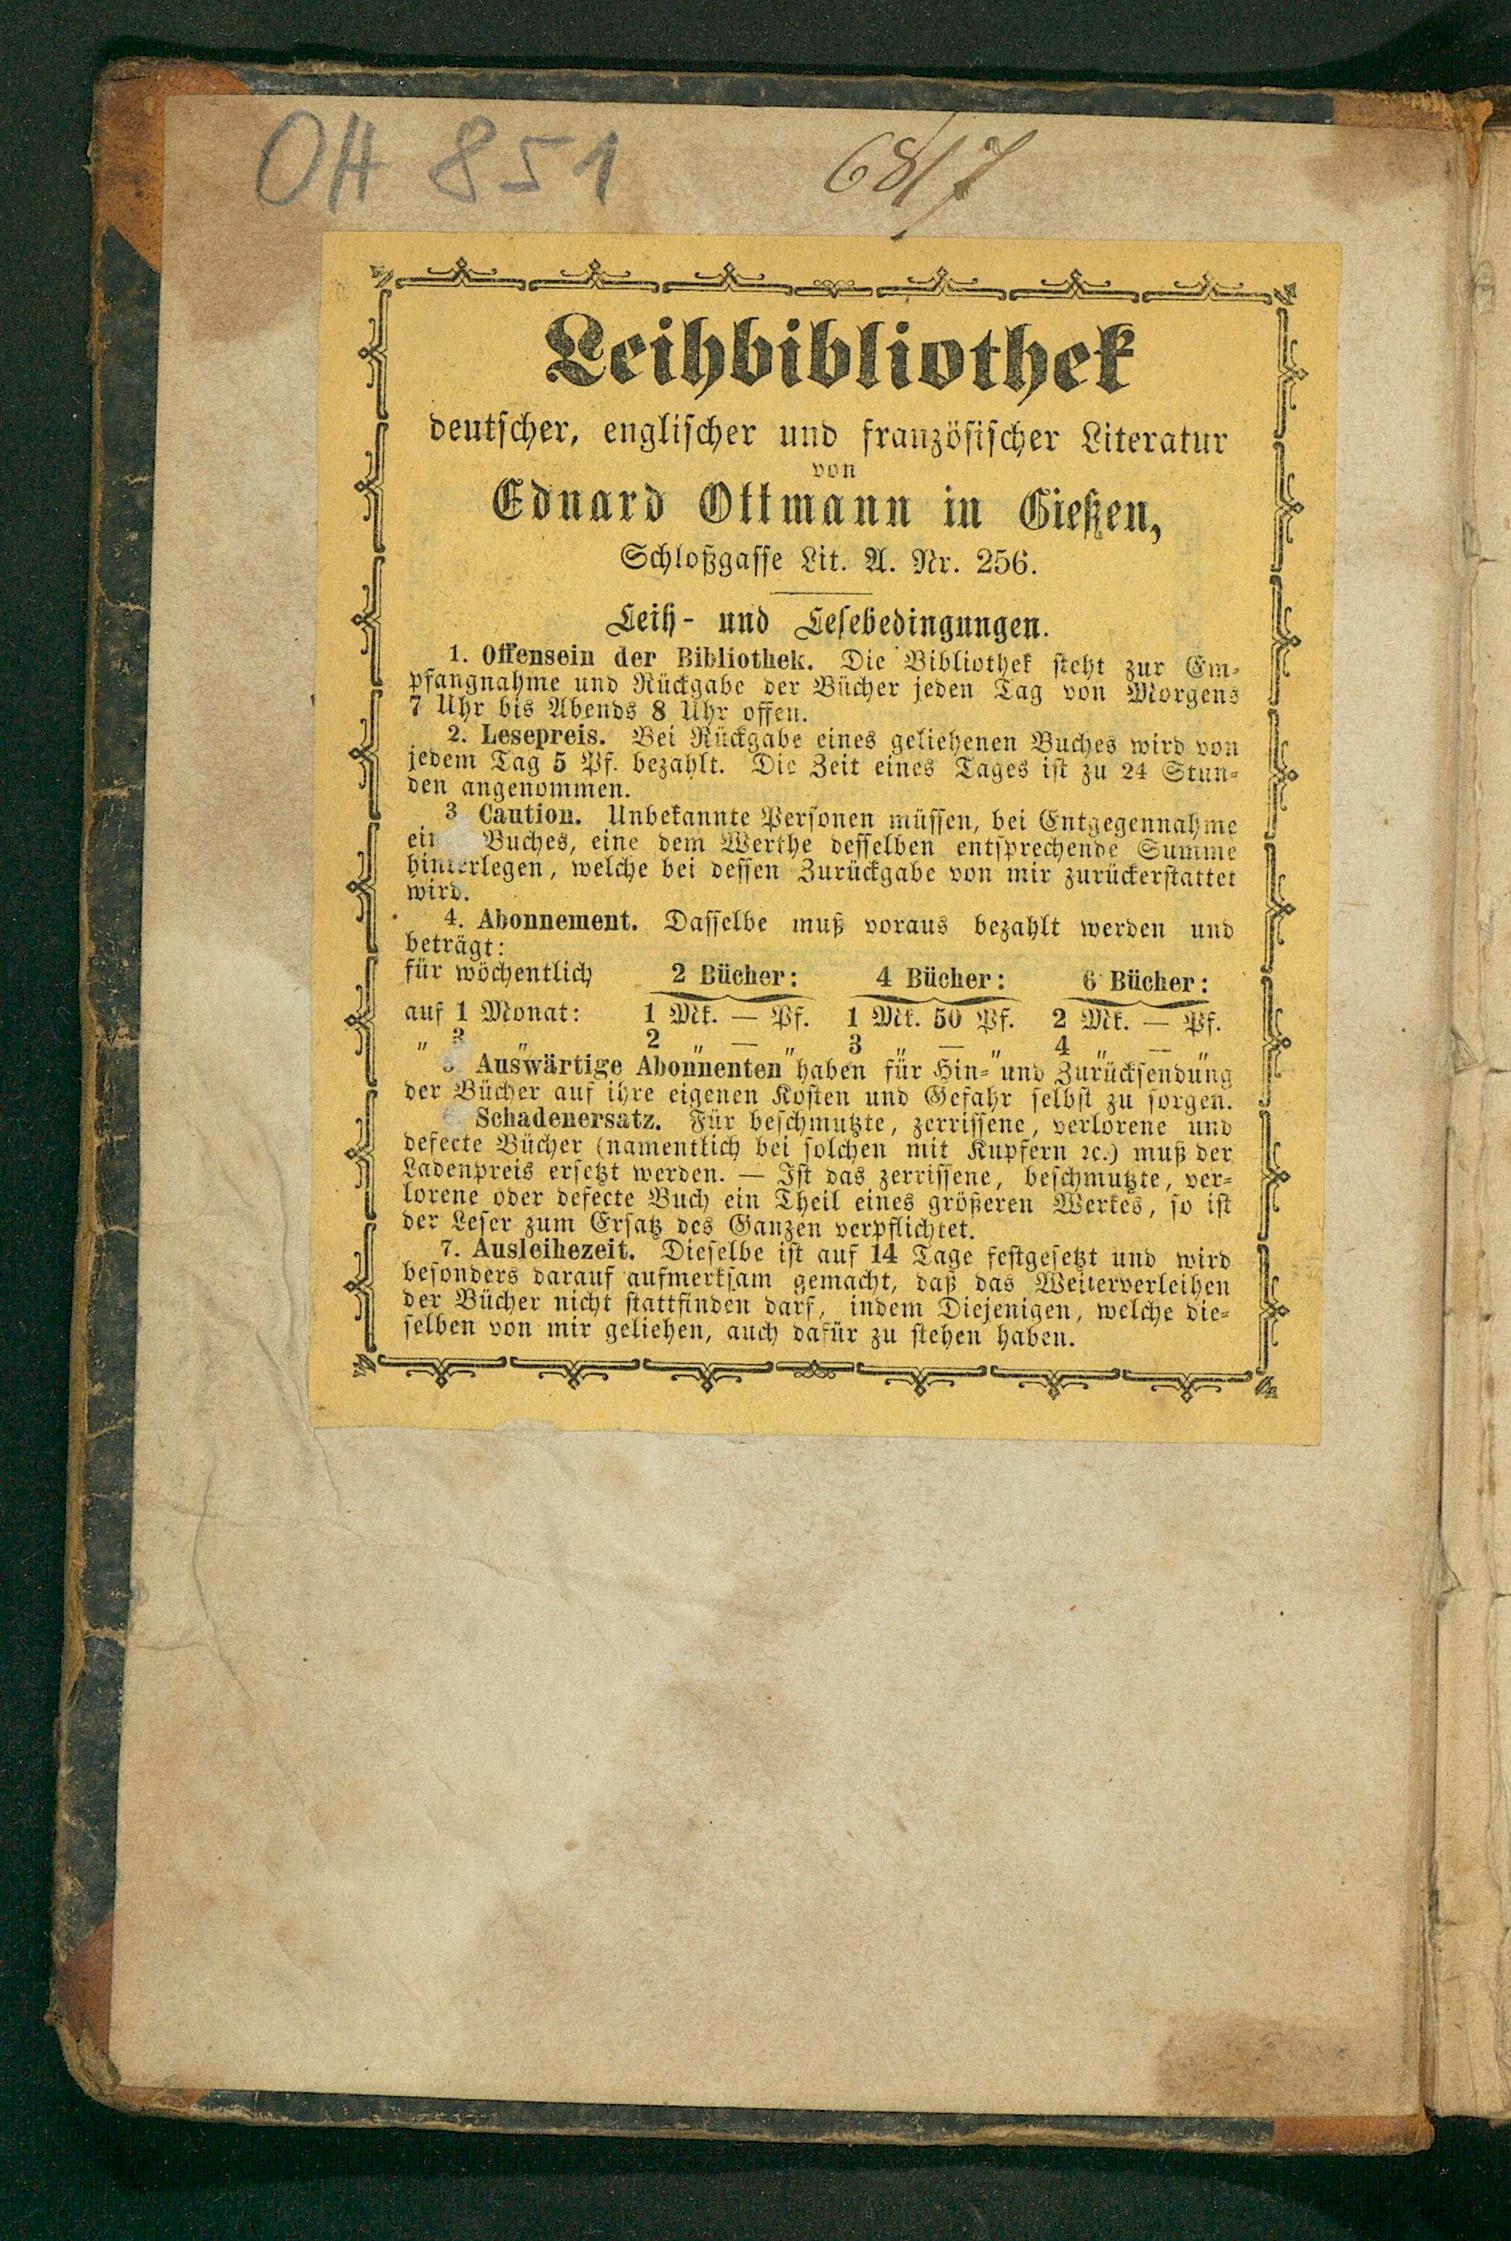 OH 851
6817
Leihbibliothek
deutscher, englischer und französischer Literatur
von
Eduard Ottmann in Gießen,
Schloßgasse Lit. A. Nr. 256.
Leih- und Lesebedingungen.
1. Offensein der Bibliothek. Die Bibliothek steht zur Em-
pfangnahme und Rückgabe der Bücher jeden Tag von Morgens
7 Uhr bis Abends 8 Uhr offen.
2. Lesepreis. Bei Rückgabe eines geliehenen Buches wird von
jedem Tag 5 Pf. bezahlt. Die Zeit eines Tages ist zu 24 Stun-
den angenommen.
3 Caution. Unbekannte Personen müssen, bei Entgegennahme
Buches, eine dem Werthe desselben entsprechende Summe
hinterlegen, welche bei dessen Zurückgabe von mir zurückerstattet
wird.
4. Abonnement. Dasselbe muß voraus bezahlt werden und
beträgt:
für wöchentlich 2 Bücher: 4 Bücher: 6 Bücher:
auf 1 Monat: 1 Mk. — Pf. 1 Mk. 50 Pf. 2 Mk. — Pf.
" 3 " 2 " — " 3 " — " 4 " — "
Auswärtige Abonnenten haben für Hin- und Zurücksendung
der Bücher auf ihre eigenen Kosten und Gefahr selbst zu sorgen.
Schadenersatz. Für beschmutzte, zerrissene, verlorene und
defecte Bücher (namentlich bei solchen mit Kupfern ꝛc.) muß der
Ladenpreis ersetzt werden. — Ist das zerrissene, beschmutzte, ver-
lorene oder defecte Buch ein Theil eines größeren Werkes, so ist
der Leser zum Ersatz des Ganzen verpflichtet.
7. Ausleihezeit. Dieselbe ist auf 14 Tage festgesetzt und wird
besonders darauf aufmerksam gemacht, daß das Weiterverleihen
der Bücher nicht stattfinden darf, indem Diejenigen, welche die-
selben von mir geliehen, auch dafür zu stehen haben.